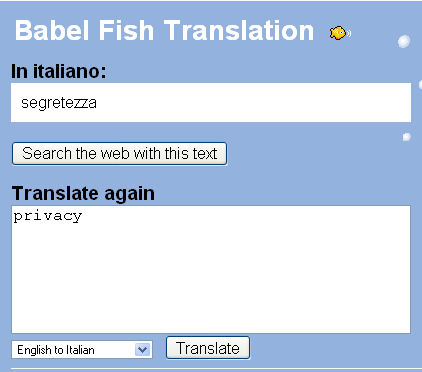 Babel Fish Translation
In italiano:
segretezza
Search the web with this text
Translate again
privacy
English to Italian
Translate